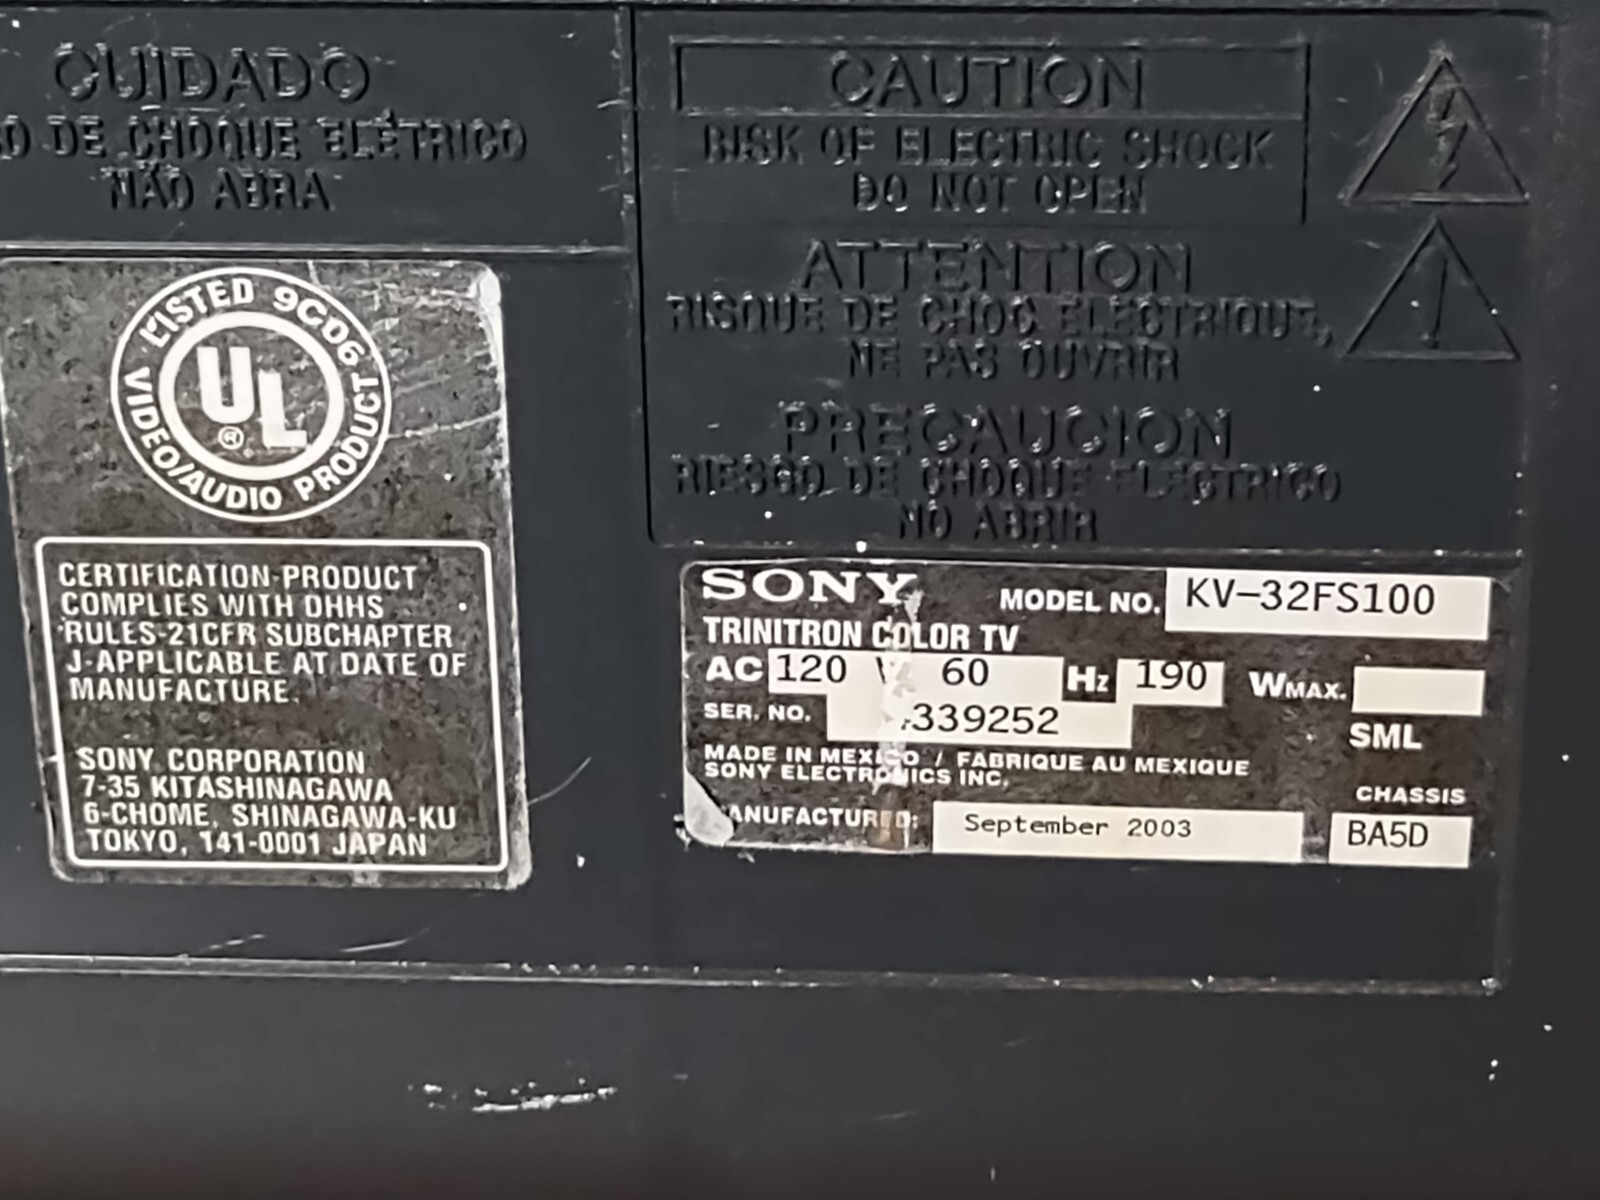 CUIDADO
DE CHOQUE ELÉTRICO
NÃO ABRA
CAUTION
RISK OF ELECTRIC SHOCK
DO NOT OPEN
ATTENTION
RISQUE DE CHOC ELECTRIQUE,
NE PAS OUVRIR
PRECAUCION
RIESGO DE CHOQUE ELECTRICO
NO ABRIR
LISTED 9C06
UL
®
VIDEO/AUDIO PRODUCT
CERTIFICATION-PRODUCT
COMPLIES WITH DHHS
RULES-21CFR SUBCHAPTER
J-APPLICABLE AT DATE OF
MANUFACTURE.
SONY CORPORATION
7-35 KITASHINAGAWA
6-CHOME, SHINAGAWA-KU
TOKYO, 141-0001 JAPAN
SONY MODEL NO. KV-32FS100
TRINITRON COLOR TV
AC 120 V 60 Hz 190 WMAX.
SER. NO. 339252 SML
MADE IN MEXICO / FABRIQUE AU MEXIQUE
SONY ELECTRONICS INC.
CHASSIS
MANUFACTURED: September 2003 BA5D